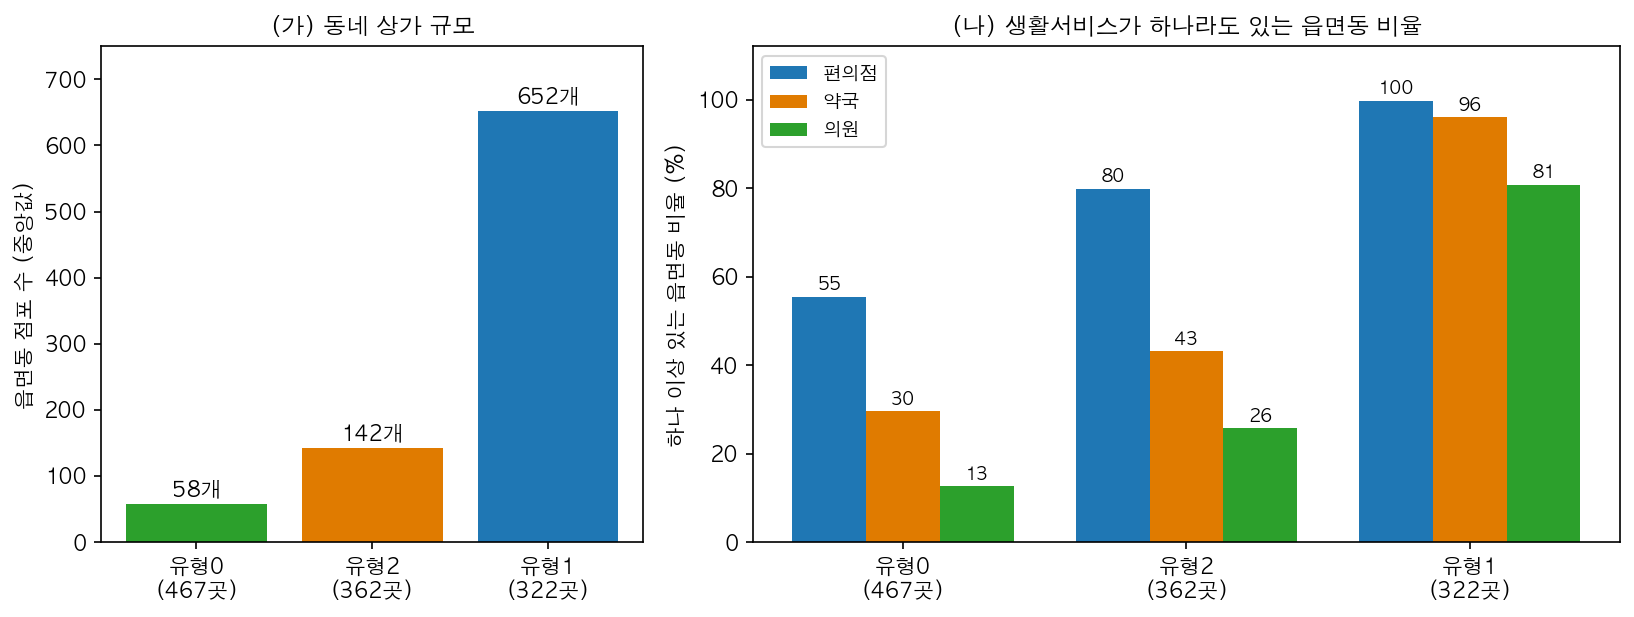 (가) 동네 상가 규모
읍면동 점포 수 (중앙값)
700
600
500
400
300
200
100
0
58개
142개
652개
유형0
(467곳)
유형2
(362곳)
유형1
(322곳)
(나) 생활서비스가 하나라도 있는 읍면동 비율
하나 이상 있는 읍면동 비율 (%)
편의점
약국
의원
100
80
60
40
20
0
55
30
13
80
43
26
100
96
81
유형0
(467곳)
유형2
(362곳)
유형1
(322곳)